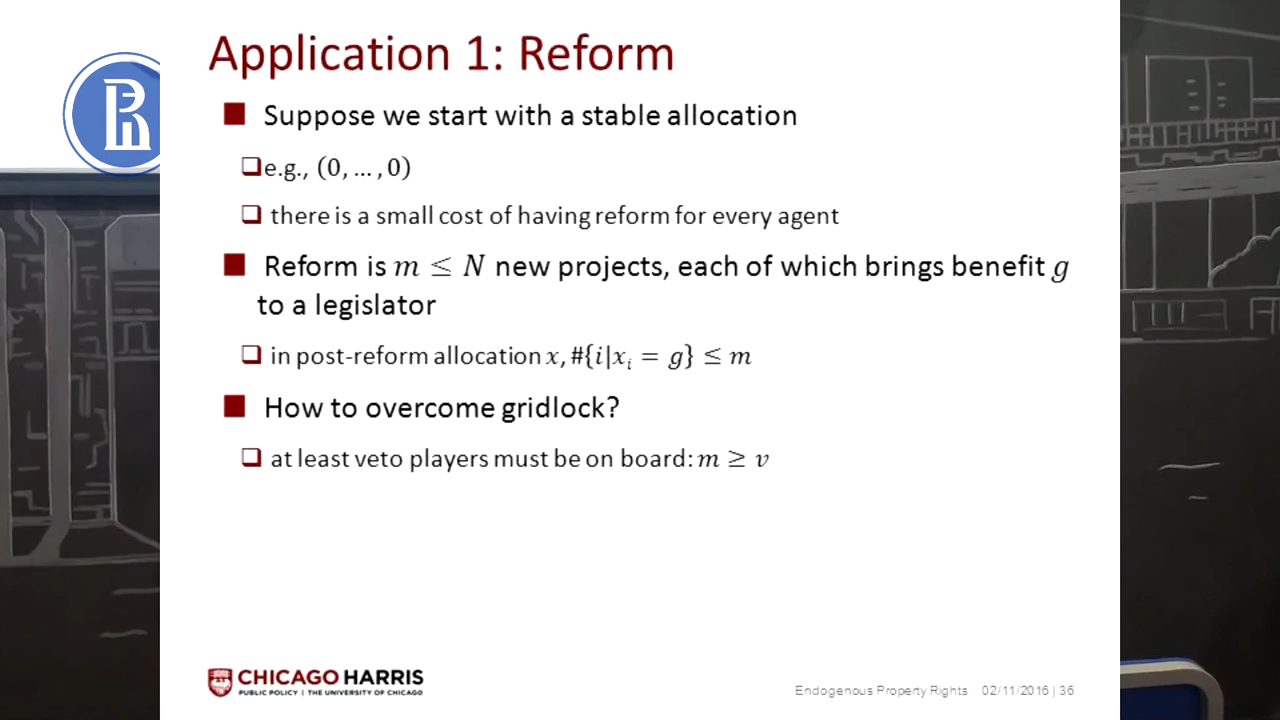 Application 1: Reform
Suppose we start with a stable allocation
e.g., (0, … , 0)
there is a small cost of having reform for every agent
Reform is m ≤ N new projects, each of which brings benefit g
to a legislator
in post-reform allocation x, #{i|xᵢ = g} ≤ m
How to overcome gridlock?
at least veto players must be on board: m ≥ v
CHICAGO HARRIS
PUBLIC POLICY | THE UNIVERSITY OF CHICAGO
Endogenous Property Rights 02/11/2016 | 36